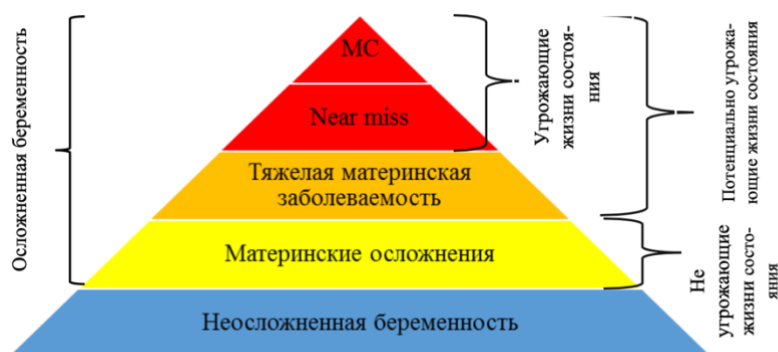 Осложненная беременность
МС
Near miss
Тяжелая материнская
заболеваемость
Материнские осложнения
Неосложненная беременность
Угрожающие
жизни состоя-
ния
Потенциально угрожа-
ющие жизни состояния
Не
угрожающие
жизни состо-
яния